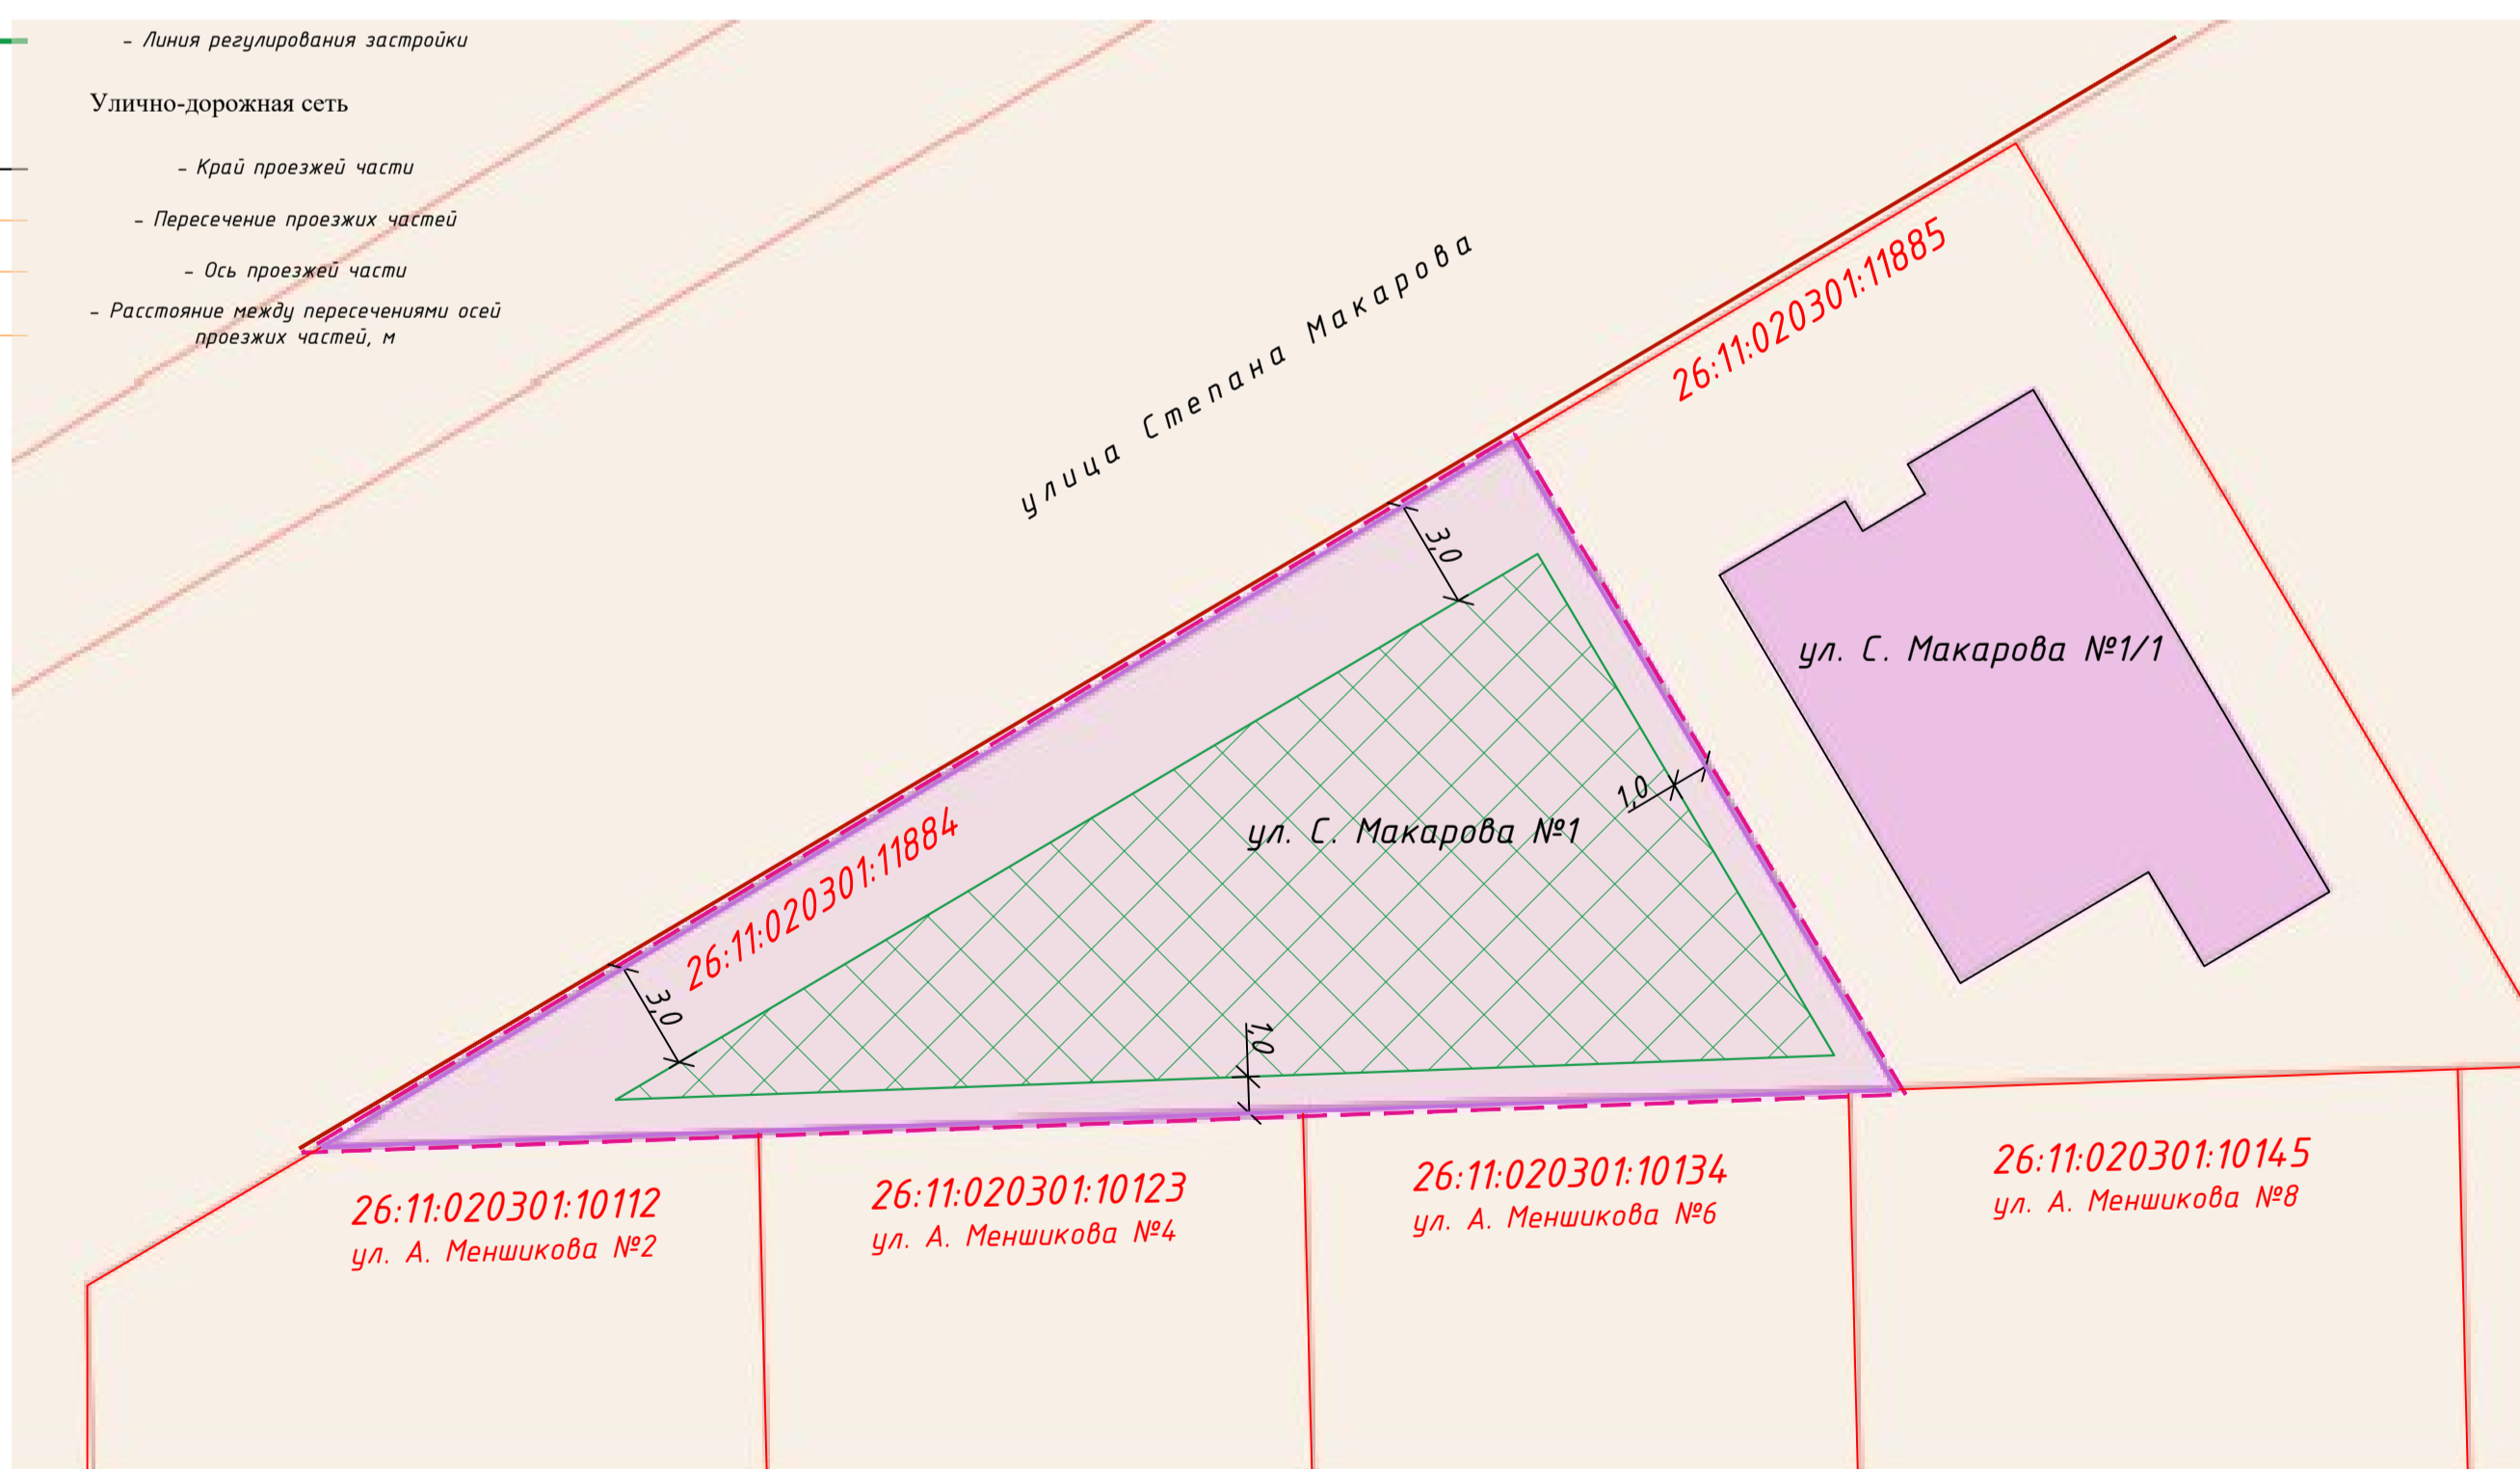 - Линия регулирования застройки
Улично-дорожная сеть
- Край проезжей части
- Пересечение проезжих частей
- Ось проезжей части
- Расстояние между пересечениями осей
проезжих частей, м
улица Степана Макарова
26:11:020301:11885
3,0
ул. С. Макарова №1/1
1,0
ул. С. Макарова №1
26:11:020301:11884
3,0
1,0
26:11:020301:10112
ул. А. Меншикова №2
26:11:020301:10123
ул. А. Меншикова №4
26:11:020301:10134
ул. А. Меншикова №6
26:11:020301:10145
ул. А. Меншикова №8